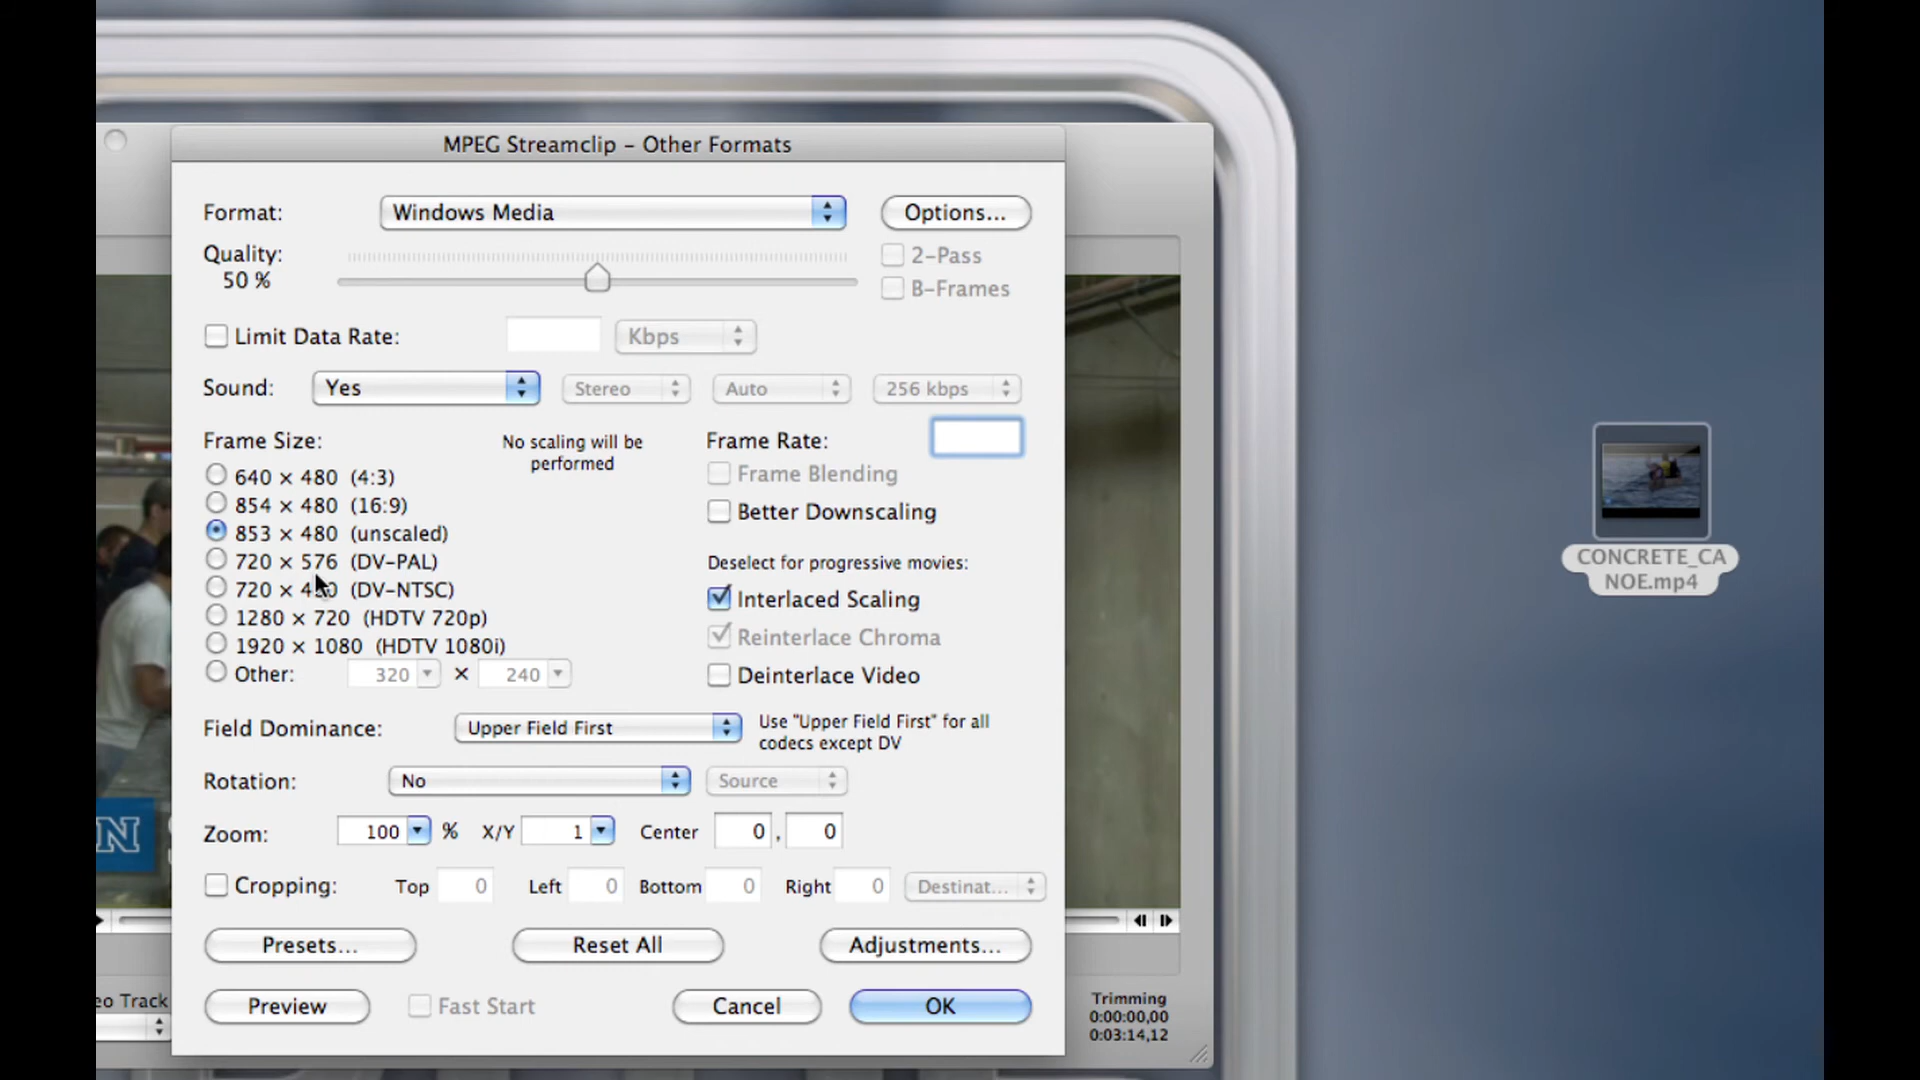 MPEG Streamclip – Other Formats
Format: Windows Media Options...
Quality: 2-Pass
50 % B-Frames
Limit Data Rate: Kbps
Sound: Yes Stereo Auto 256 kbps
Frame Size: No scaling will be performed Frame Rate:
640 × 480 (4:3) Frame Blending
854 × 480 (16:9) Better Downscaling
853 × 480 (unscaled)
720 × 576 (DV-PAL) Deselect for progressive movies:
720 × 480 (DV-NTSC) Interlaced Scaling
1280 × 720 (HDTV 720p) Reinterlace Chroma
1920 × 1080 (HDTV 1080i)
Other: 320 × 240 Deinterlace Video
Field Dominance: Upper Field First Use "Upper Field First" for all
codecs except DV
Rotation: No Source
Zoom: 100 % X/Y 1 Center 0 , 0
Cropping: Top 0 Left 0 Bottom 0 Right 0 Destinat...
Presets... Reset All Adjustments...
Preview Fast Start Cancel OK
eo Track
Trimming
0:00:00,00
0:03:14,12
N
CONCRETE_CA
NOE.mp4